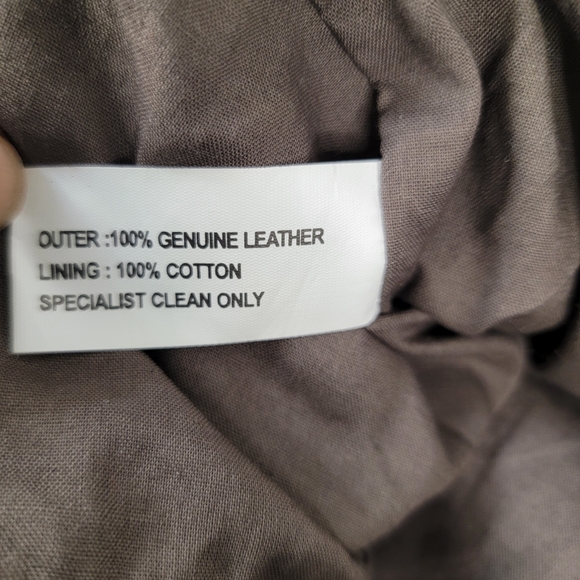 OUTER :100% GENUINE LEATHER
LINING : 100% COTTON
SPECIALIST CLEAN ONLY